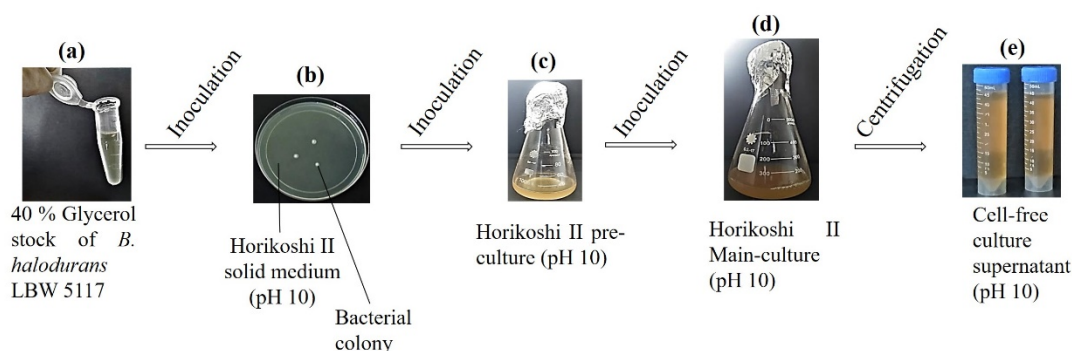 (a)
Inoculation
(b)
Inoculation
(c)
Inoculation
(d)
Centrifugation
(e)
40 % Glycerol
stock of B.
halodurans
LBW 5117
Horikoshi II
solid medium
(pH 10)
Bacterial
colony
Horikoshi II pre-
culture (pH 10)
Horikoshi II
Main-culture
(pH 10)
Cell-free
culture
supernatant
(pH 10)